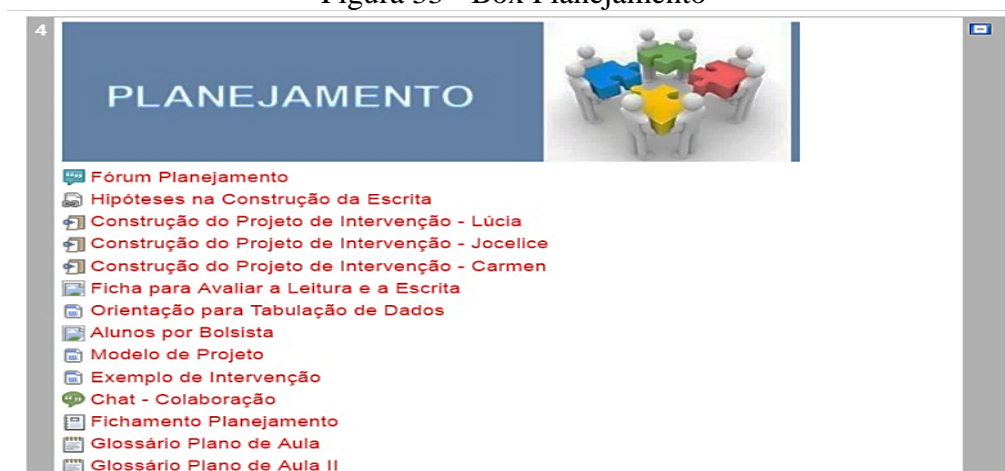 Figura 33 - Box Planejamento
4
PLANEJAMENTO
Fórum Planejamento
Hipóteses na Construção da Escrita
Construção do Projeto de Intervenção - Lúcia
Construção do Projeto de Intervenção - Jocelice
Construção do Projeto de Intervenção - Carmen
Ficha para Avaliar a Leitura e a Escrita
Orientação para Tabulação de Dados
Alunos por Bolsista
Modelo de Projeto
Exemplo de Intervenção
Chat - Colaboração
Fichamento Planejamento
Glossário Plano de Aula
Glossário Plano de Aula II